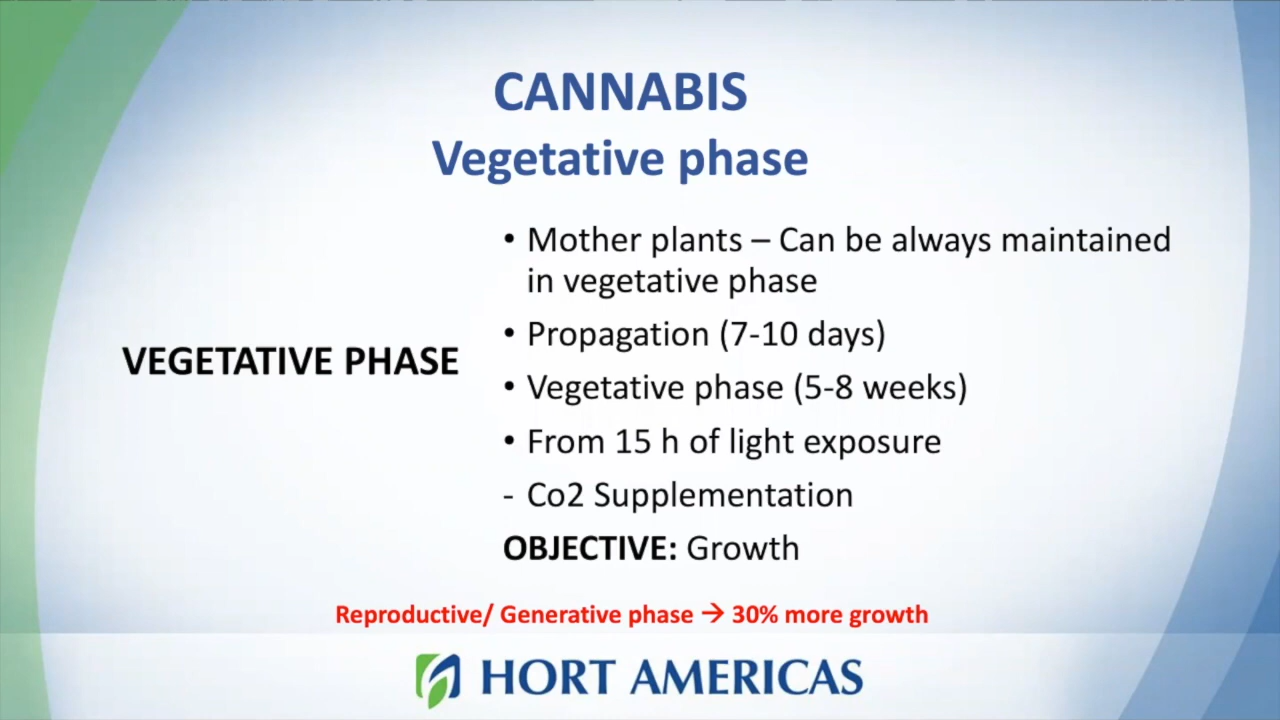 CANNABIS
Vegetative phase
VEGETATIVE PHASE
• Mother plants – Can be always maintained
in vegetative phase
• Propagation (7-10 days)
• Vegetative phase (5-8 weeks)
• From 15 h of light exposure
- Co2 Supplementation
OBJECTIVE: Growth
Reproductive/ Generative phase → 30% more growth
HORT AMERICAS